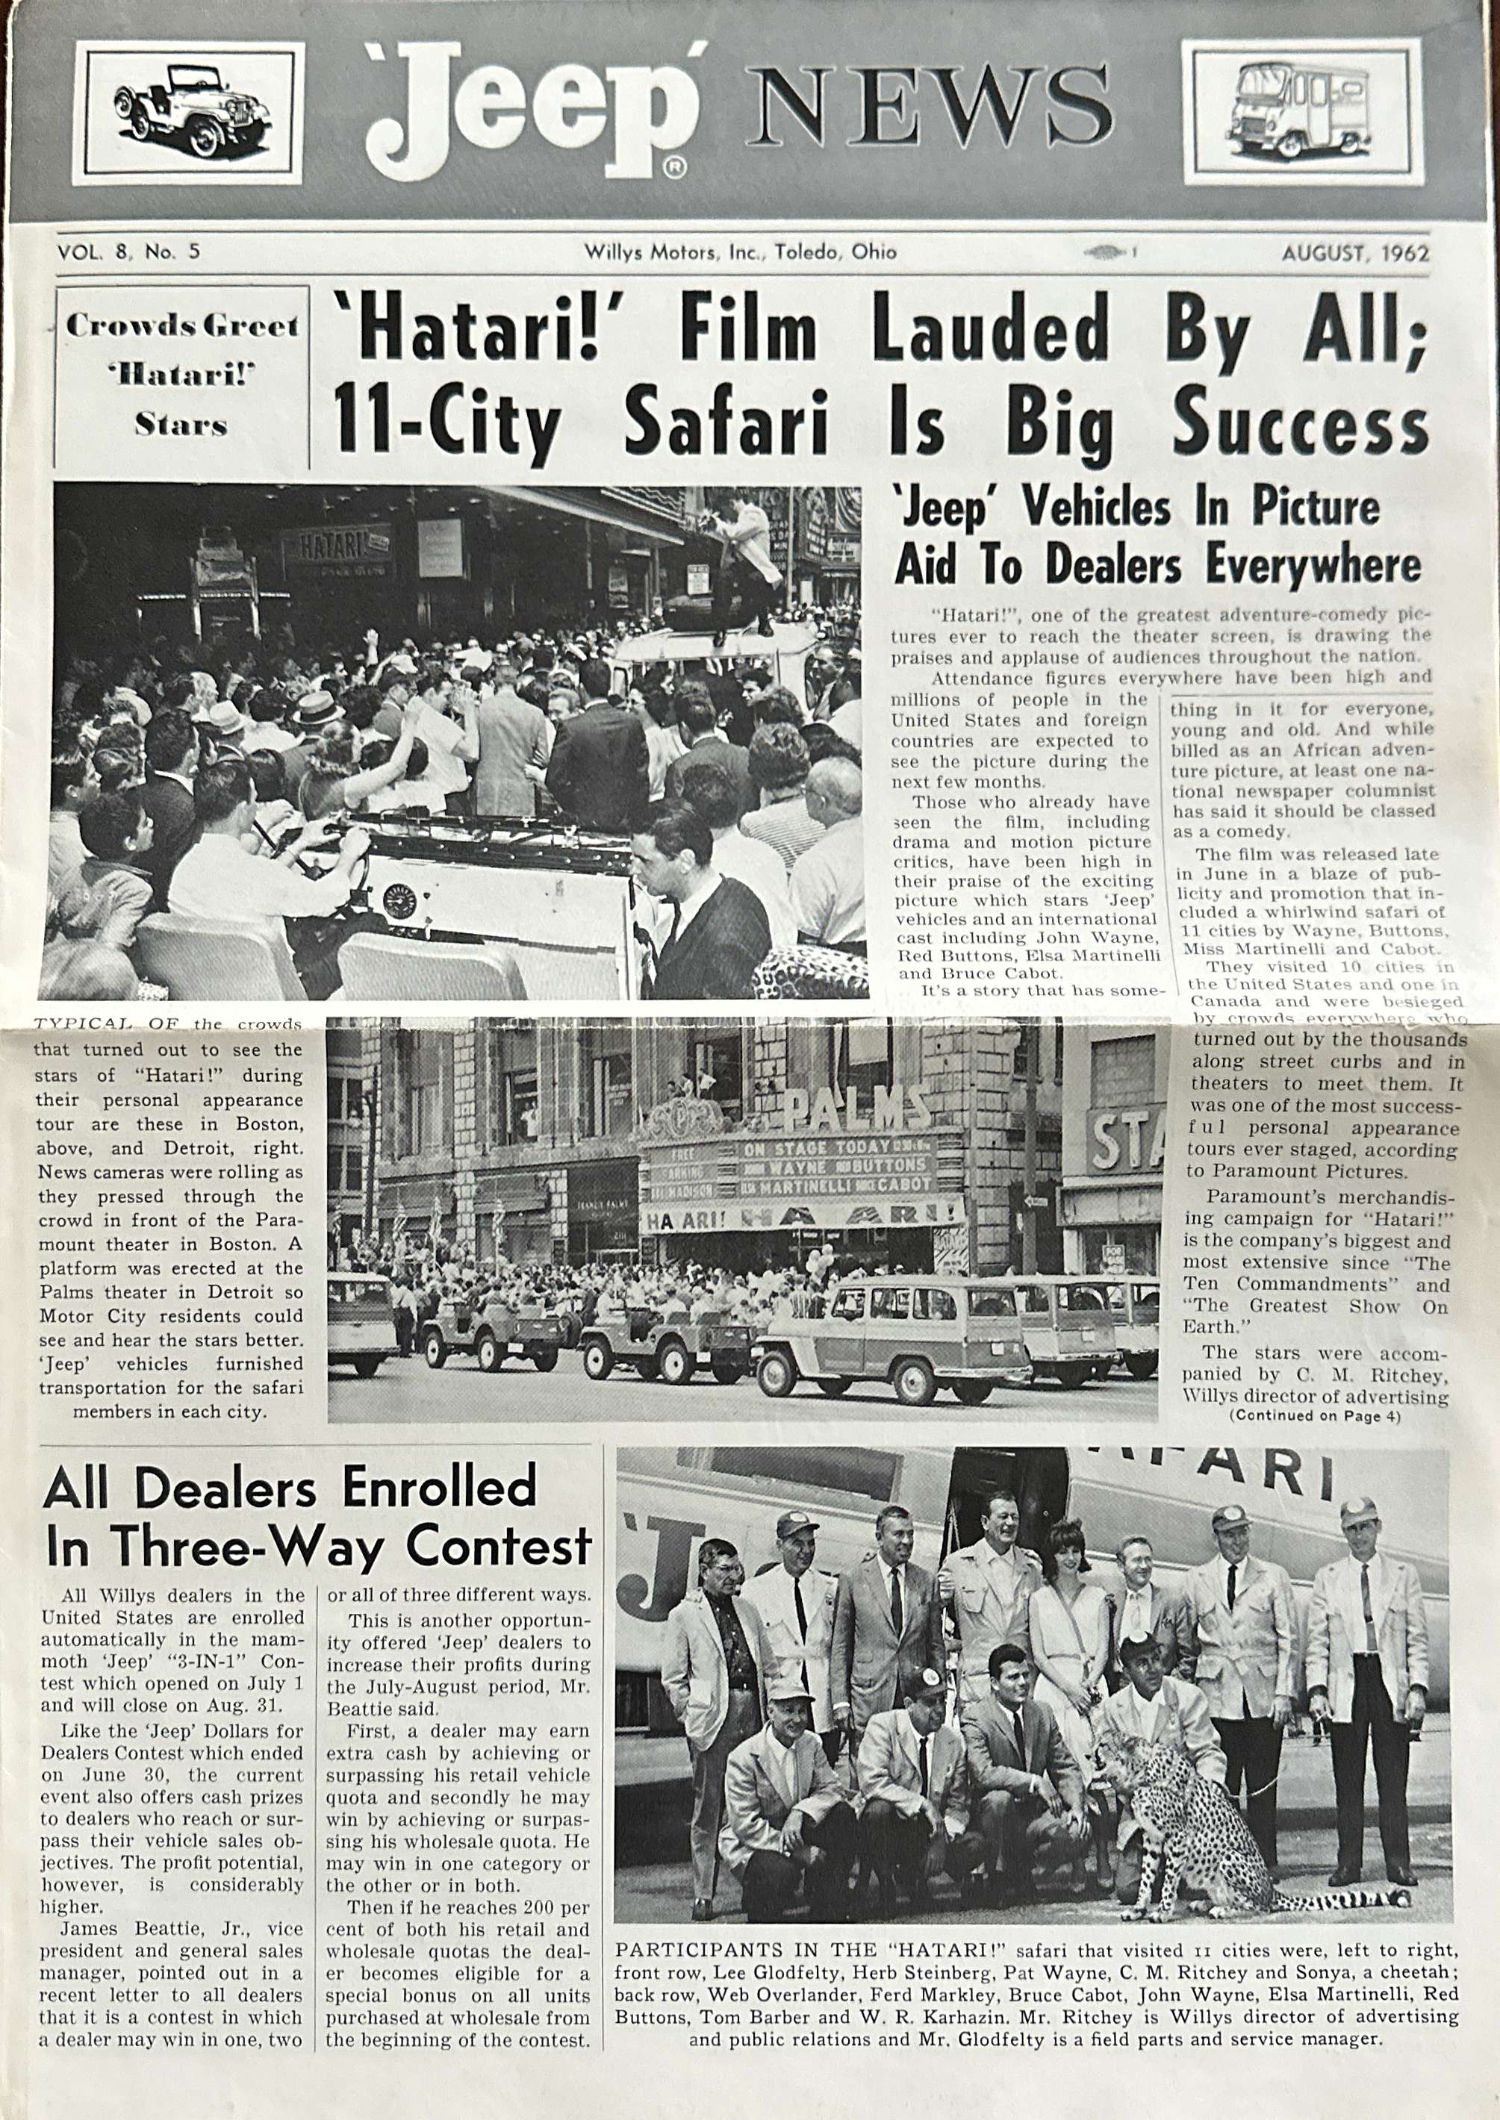 'Jeep' NEWS
®
VOL. 8, No. 5
Willys Motors, Inc., Toledo, Ohio
1
AUGUST, 1962
Crowds Greet
'Hatari!'
Stars
'Hatari!' Film Lauded By All;
11-City Safari Is Big Success
HATARI!
'Jeep' Vehicles In Picture
Aid To Dealers Everywhere
"Hatari!", one of the greatest adventure-comedy pic-
tures ever to reach the theater screen, is drawing the
praises and applause of audiences throughout the nation.
Attendance figures everywhere have been high and
millions of people in the
United States and foreign
countries are expected to
see the picture during the
next few months.
Those who already have
seen the film, including
drama and motion picture
critics, have been high in
their praise of the exciting
picture which stars 'Jeep'
vehicles and an international
cast including John Wayne,
Red Buttons, Elsa Martinelli
and Bruce Cabot.
It's a story that has some-
thing in it for everyone,
young and old. And while
billed as an African adven-
ture picture, at least one na-
tional newspaper columnist
has said it should be classed
as a comedy.
The film was released late
in June in a blaze of pub-
licity and promotion that in-
cluded a whirlwind safari of
11 cities by Wayne, Buttons,
Miss Martinelli and Cabot.
They visited 10 cities in
the United States and one in
Canada and were besieged
by crowds everywhere who
turned out by the thousands
along street curbs and in
theaters to meet them. It
was one of the most success-
ful personal appearance
tours ever staged, according
to Paramount Pictures.
Paramount's merchandis-
ing campaign for "Hatari!"
is the company's biggest and
most extensive since "The
Ten Commandments" and
"The Greatest Show On
Earth."
The stars were accom-
panied by C. M. Ritchey,
Willys director of advertising
(Continued on Page 4)
TYPICAL OF the crowds
that turned out to see the
stars of "Hatari!" during
their personal appearance
tour are these in Boston,
above, and Detroit, right.
News cameras were rolling as
they pressed through the
crowd in front of the Para-
mount theater in Boston. A
platform was erected at the
Palms theater in Detroit so
Motor City residents could
see and hear the stars better.
'Jeep' vehicles furnished
transportation for the safari
members in each city.
PALMS
FREE
PARKING
MADISON
ON STAGE TODAY
WAYNE BUTTONS
MARTINELLI CABOT
HATARI! HATARI!
STA
All Dealers Enrolled
In Three-Way Contest
All Willys dealers in the
United States are enrolled
automatically in the mam-
moth 'Jeep' "3-IN-1" Con-
test which opened on July 1
and will close on Aug. 31.
Like the 'Jeep' Dollars for
Dealers Contest which ended
on June 30, the current
event also offers cash prizes
to dealers who reach or sur-
pass their vehicle sales ob-
jectives. The profit potential,
however, is considerably
higher.
James Beattie, Jr., vice
president and general sales
manager, pointed out in a
recent letter to all dealers
that it is a contest in which
a dealer may win in one, two
or all of three different ways.
This is another opportun-
ity offered 'Jeep' dealers to
increase their profits during
the July-August period, Mr.
Beattie said.
First, a dealer may earn
extra cash by achieving or
surpassing his retail vehicle
quota and secondly he may
win by achieving or surpas-
sing his wholesale quota. He
may win in one category or
the other or in both.
Then if he reaches 200 per
cent of both his retail and
wholesale quotas the deal-
er becomes eligible for a
special bonus on all units
purchased at wholesale from
the beginning of the contest.
AFARI
'J
PARTICIPANTS IN THE "HATARI!" safari that visited 11 cities were, left to right,
front row, Lee Glodfelty, Herb Steinberg, Pat Wayne, C. M. Ritchey and Sonya, a cheetah;
back row, Web Overlander, Ferd Markley, Bruce Cabot, John Wayne, Elsa Martinelli, Red
Buttons, Tom Barber and W. R. Karhazin. Mr. Ritchey is Willys director of advertising
and public relations and Mr. Glodfelty is a field parts and service manager.